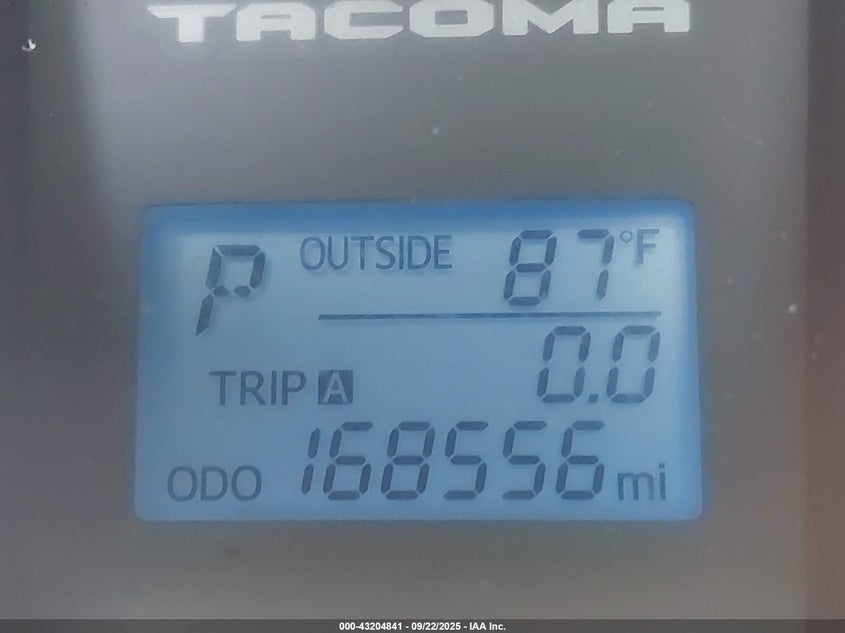 TACOMA
P OUTSIDE 87°F
TRIP A 0.0
ODO 168556 mi
000-43204841 - 09/22/2025 - IAA Inc.